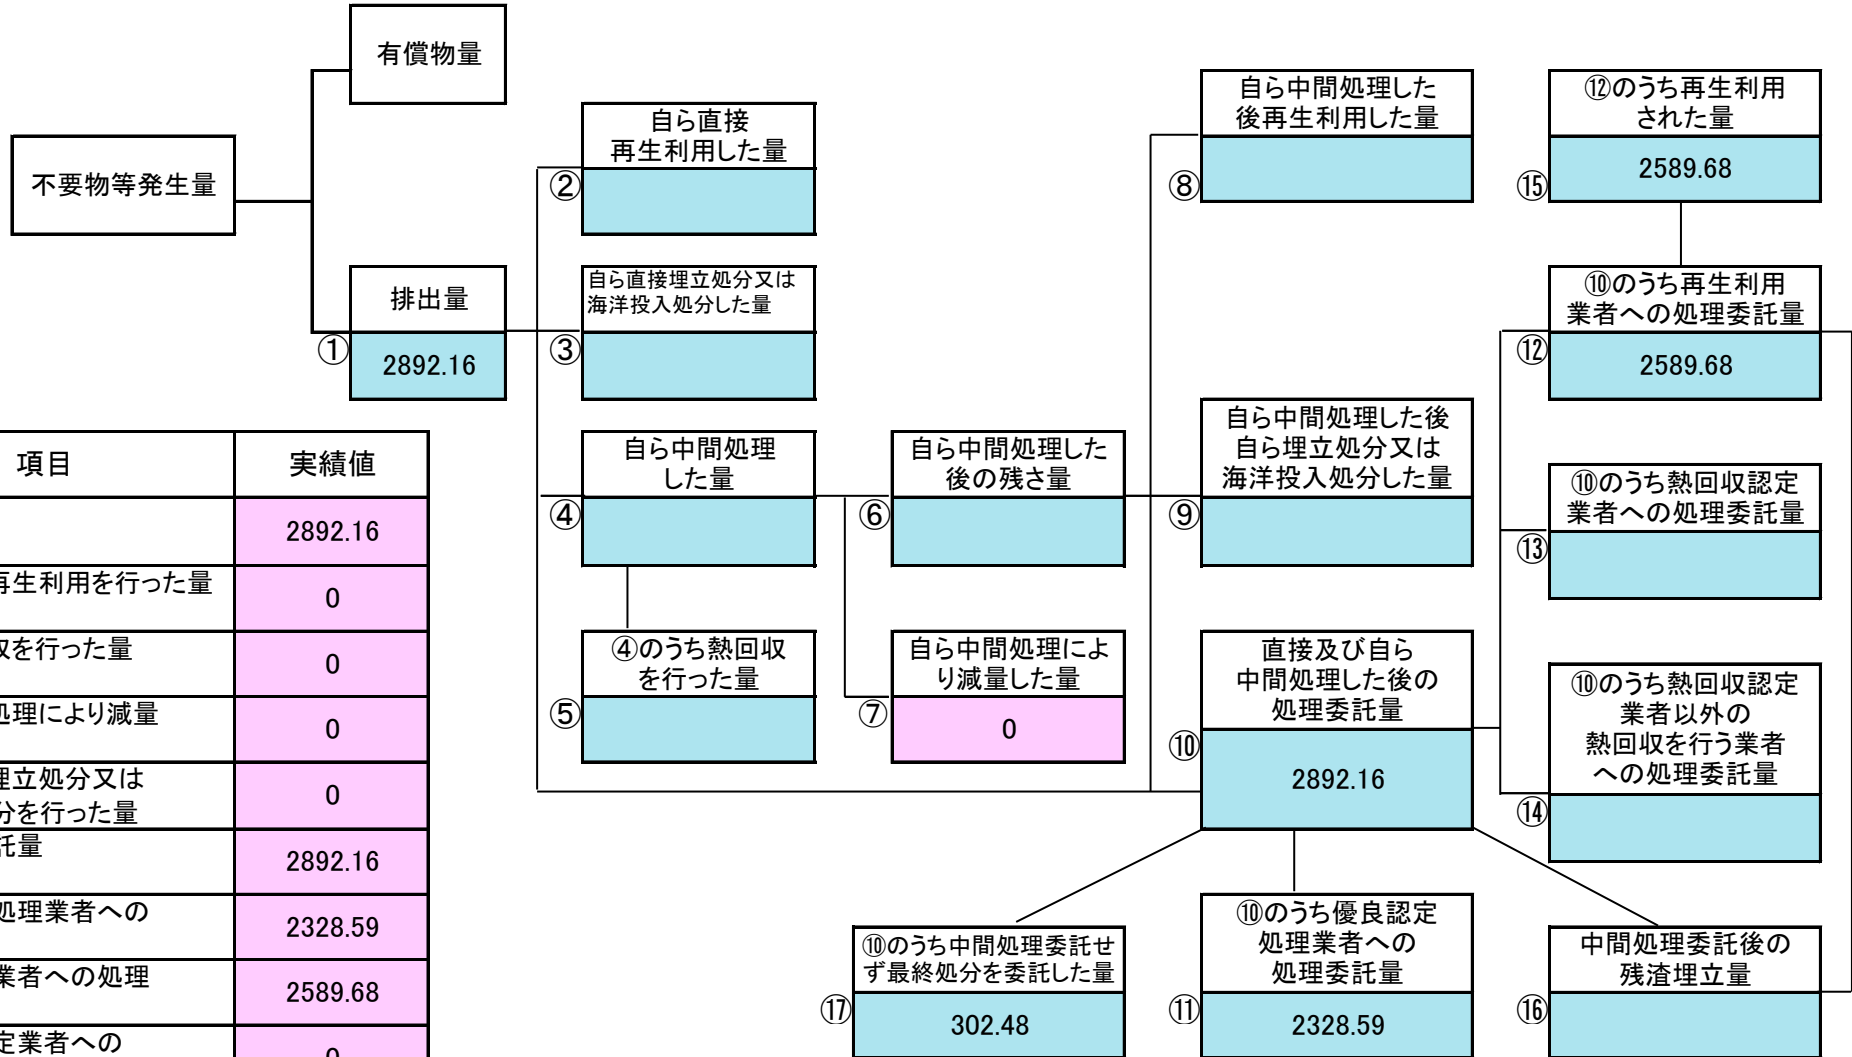 有償物量
不要物等発生量
排出量
①
2892.16
自ら直接
再生利用した量
②
自ら直接埋立処分又は
海洋投入処分した量
③
自ら中間処理
した量
④
④のうち熱回収
を行った量
⑤
自ら中間処理した
後の残さ量
⑥
自ら中間処理によ
り減量した量
⑦
0
自ら中間処理した
後再生利用した量
⑧
自ら中間処理した後
自ら埋立処分又は
海洋投入処分した量
⑨
直接及び自ら
中間処理した後の
処理委託量
⑩
2892.16
⑫のうち再生利用
された量
⑮
2589.68
⑩のうち再生利用
業者への処理委託量
⑫
2589.68
⑩のうち熱回収認定
業者への処理委託量
⑬
⑩のうち熱回収認定
業者以外の
熱回収を行う業者
への処理委託量
⑭
⑩のうち中間処理委託せ
ず最終処分を委託した量
⑰
302.48
⑩のうち優良認定
処理業者への
処理委託量
⑪
2328.59
中間処理委託後の
残渣埋立量
⑯
項目 実績値
2892.16
再生利用を行った量 0
収を行った量 0
処理により減量 0
埋立処分又は
分を行った量 0
託量 2892.16
処理業者への 2328.59
業者への処理 2589.68
定業者への 0